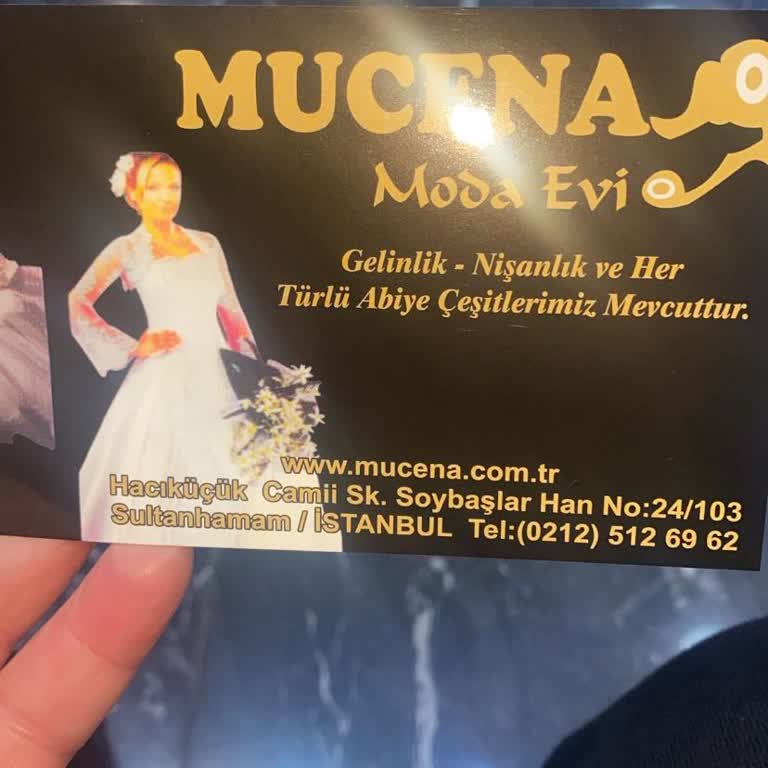 MUCENA
Moda Evi
Gelinlik - Nişanlık ve Her
Türlü Abiye Çeşitlerimiz Mevcuttur.
www.mucena.com.tr
Hacıküçük Camii Sk. Soybaşlar Han No:24/103
Sultanhamam / İSTANBUL Tel:(0212) 512 69 62